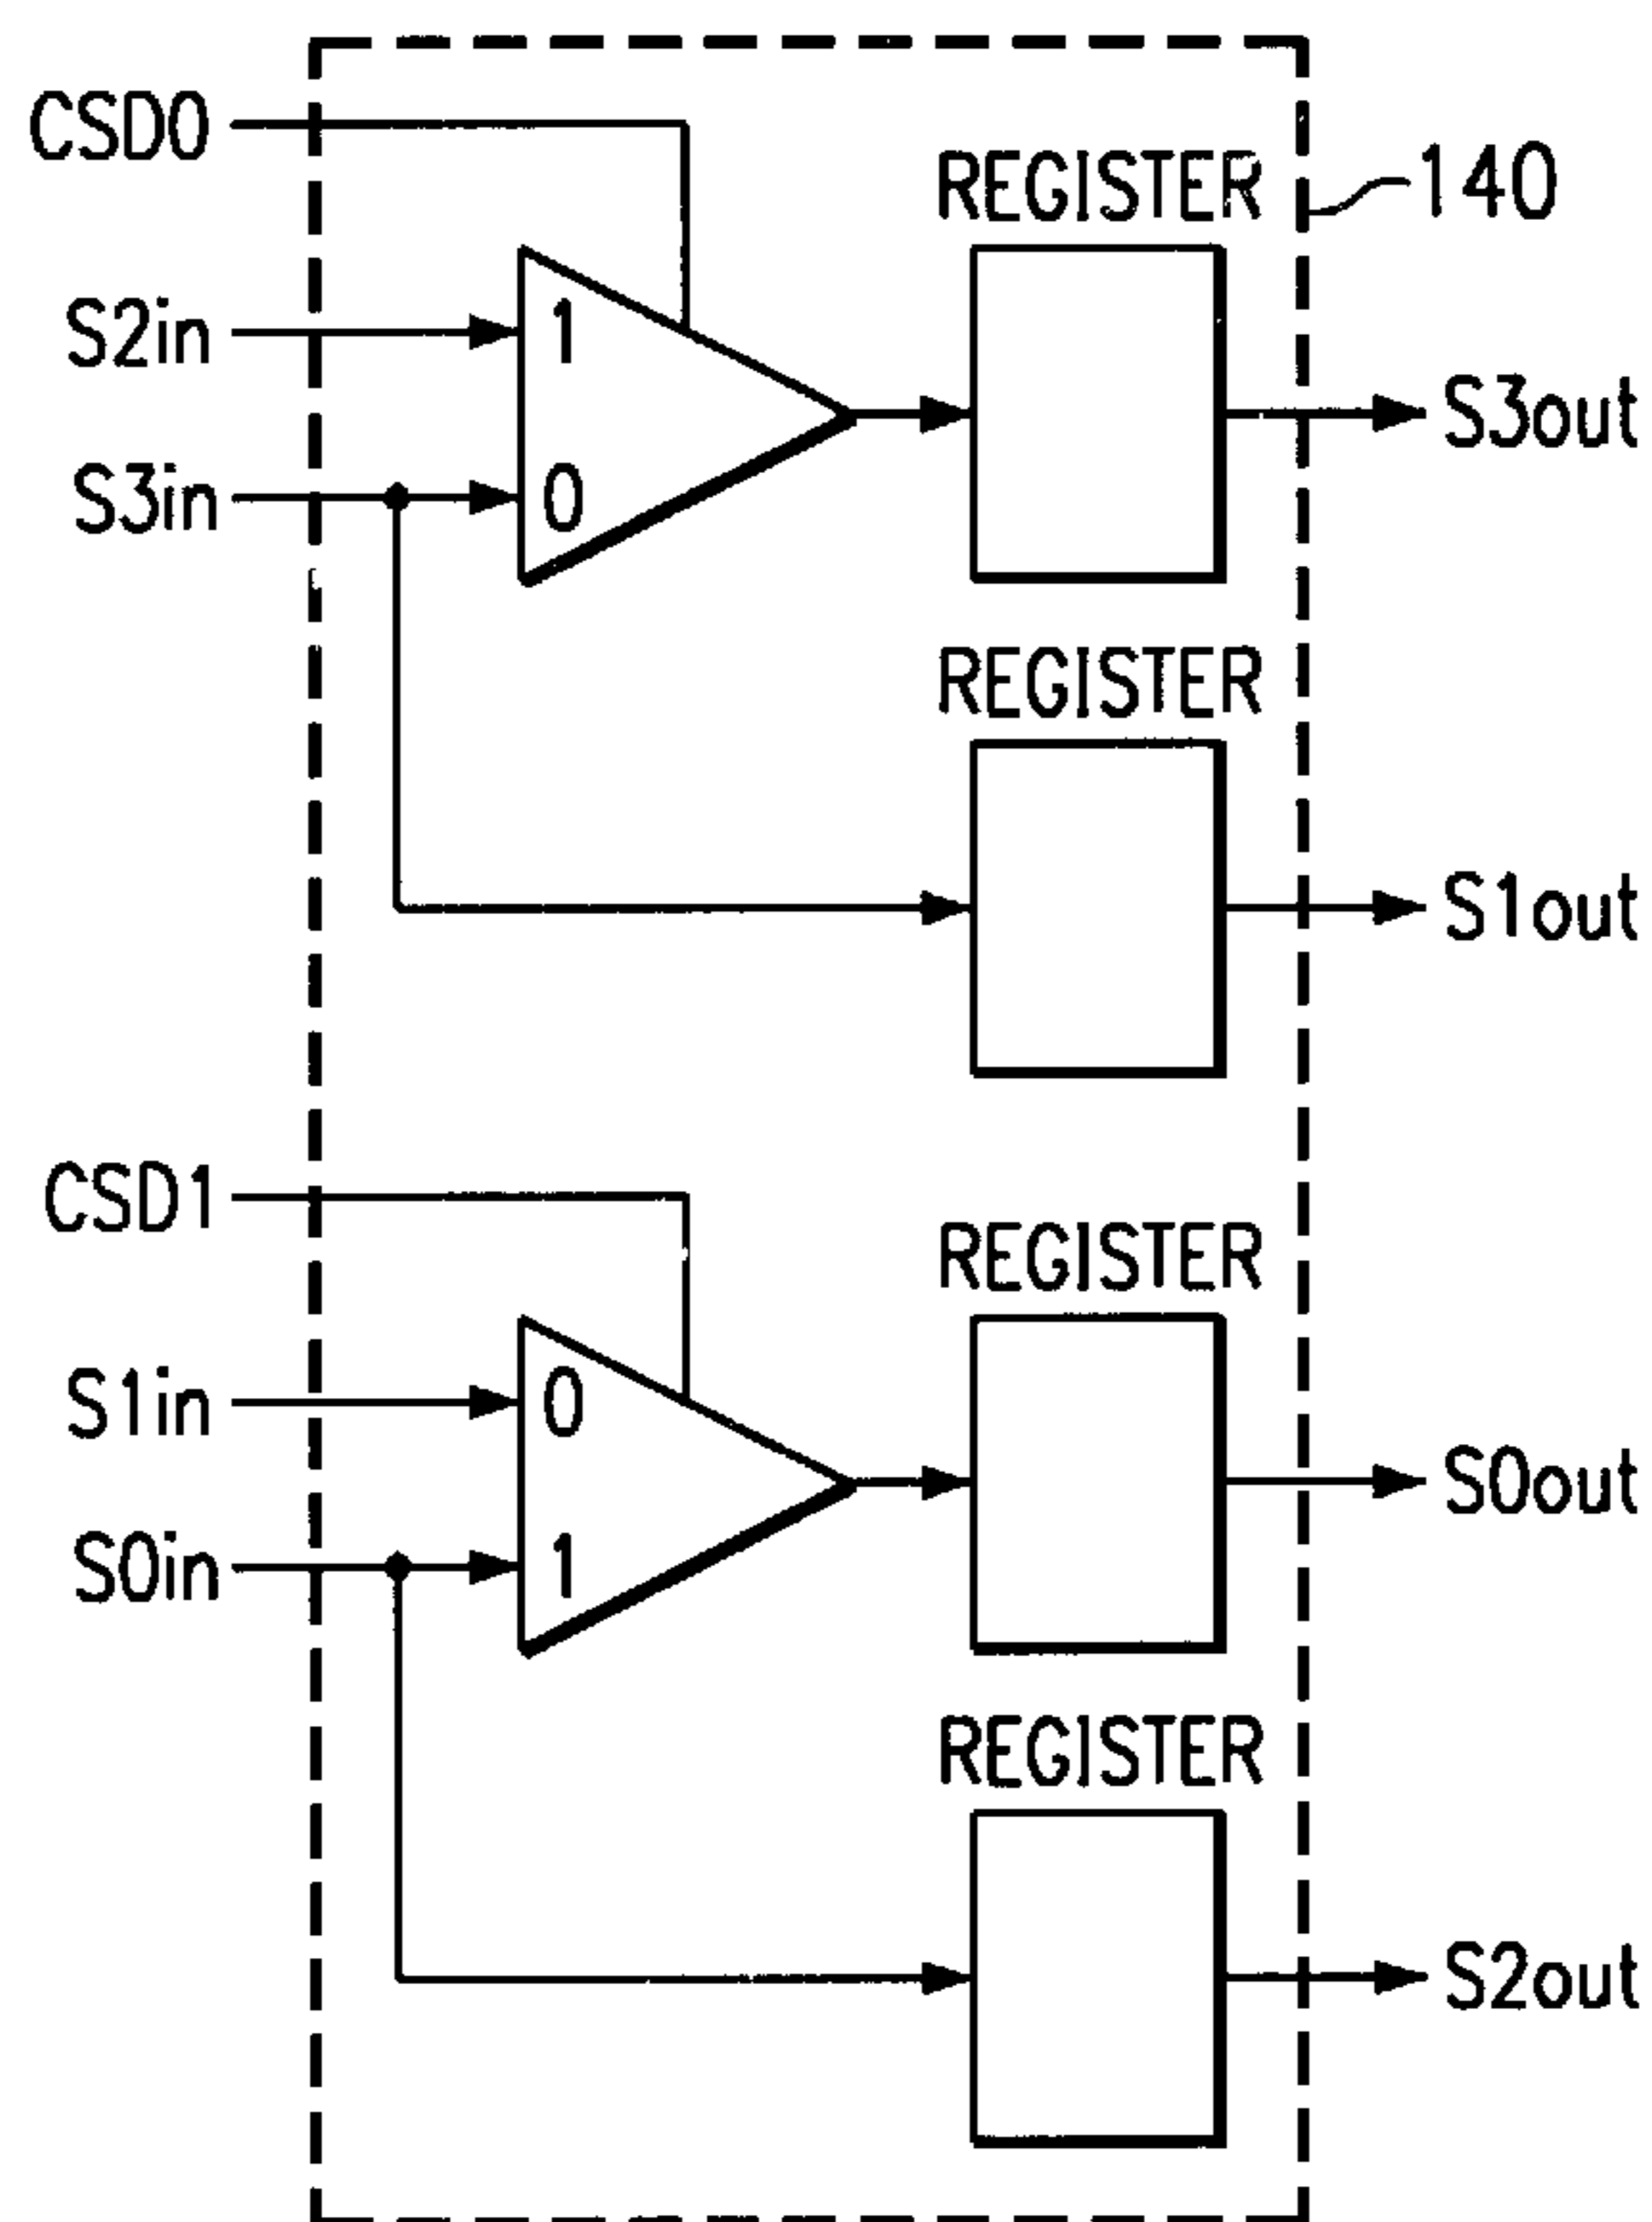 CSD0
REGISTER
140
S2in
1
S3out
S3in
0
REGISTER
S1out
CSD1
REGISTER
S1in
0
S0out
S0in
1
REGISTER
S2out